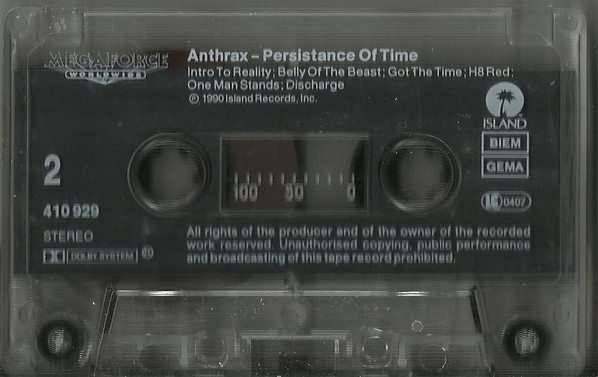 MEGAFORCE
WORLDWIDE
Anthrax – Persistance Of Time
Intro To Reality; Belly Of The Beast; Got The Time; H8 Red;
One Man Stands; Discharge
℗ 1990 Island Records, Inc.
ISLAND
BIEM
GEMA
2
100 50 0
410 929
LC 0407
STEREO
DOLBY SYSTEM
All rights of the producer and of the owner of the recorded
work reserved. Unauthorised copying, public performance
and broadcasting of this tape record prohibited.